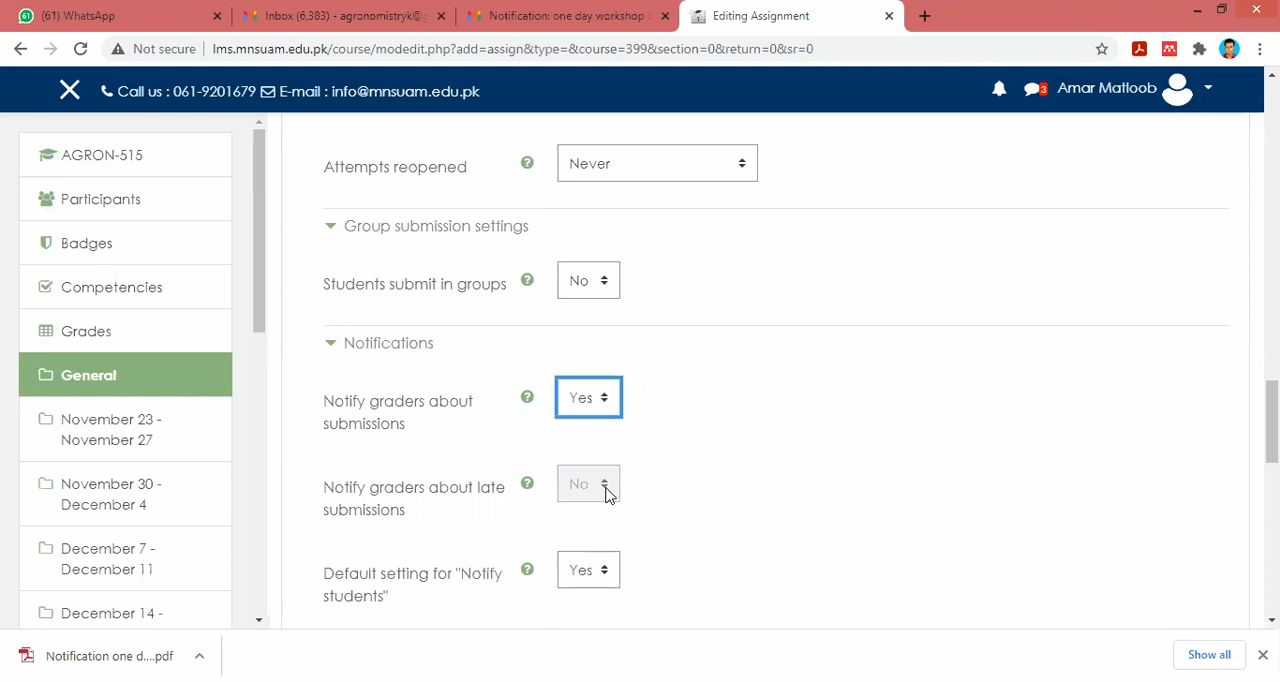 (61) WhatsApp
Inbox (6,383) - agronomistryk@g
Notification: one day workshop o
Editing Assignment
Not secure
lms.mnsuam.edu.pk/course/modedit.php?add=assign&type=&course=399&section=0&return=0&sr=0
Call us : 061-9201679
E-mail : info@mnsuam.edu.pk
3
Amar Matloob
AGRON-515
Participants
Badges
Competencies
Grades
General
November 23 -
November 27
November 30 -
December 4
December 7 -
December 11
December 14 -
Attempts reopened
Never
Group submission settings
Students submit in groups
No
Notifications
Notify graders about
submissions
Yes
Notify graders about late
submissions
No
Default setting for "Notify
students"
Yes
Notification one d....pdf
Show all